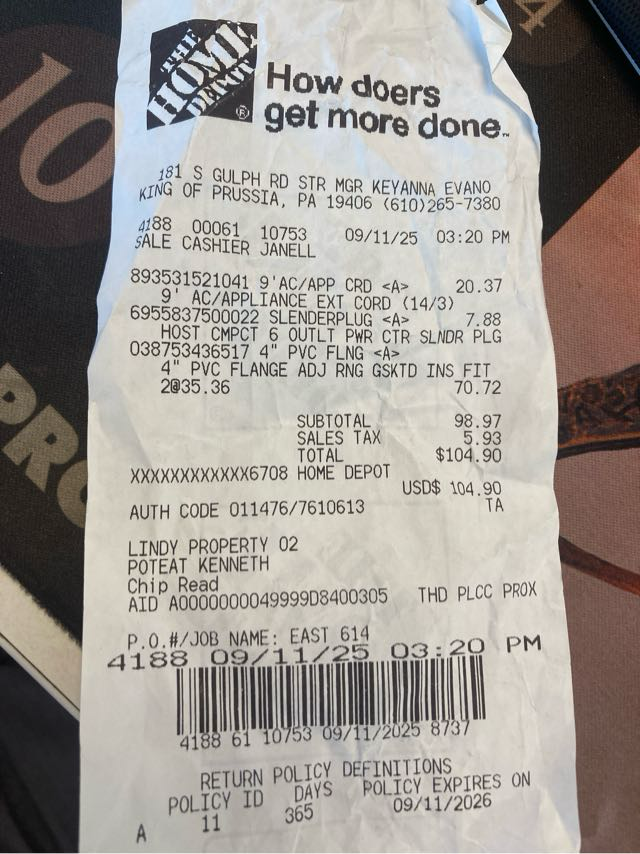 THE
HOME
DEPOT
®
How doers
get more done™
181 S GULPH RD STR MGR KEYANNA EVANO
KING OF PRUSSIA, PA 19406 (610)265-7380
4188 00061 10753 09/11/25 03:20 PM
SALE CASHIER JANELL
893531521041 9'AC/APP CRD <A> 20.37
9' AC/APPLIANCE EXT CORD (14/3)
6955837500022 SLENDERPLUG <A> 7.88
HOST CMPCT 6 OUTLT PWR CTR SLNDR PLG
038753436517 4" PVC FLNG <A>
4" PVC FLANGE ADJ RNG GSKTD INS FIT
2@35.36 70.72
SUBTOTAL 98.97
SALES TAX 5.93
TOTAL $104.90
XXXXXXXXXXXX6708 HOME DEPOT
USD$ 104.90
AUTH CODE 011476/7610613 TA
LINDY PROPERTY 02
POTEAT KENNETH
Chip Read
AID A0000000049999D8400305 THD PLCC PROX
P.O.#/JOB NAME: EAST 614
4188 09/11/25 03:20 PM
4188 61 10753 09/11/2025 8737
RETURN POLICY DEFINITIONS
POLICY ID DAYS POLICY EXPIRES ON
A 11 365 09/11/2026
10
4
PRO